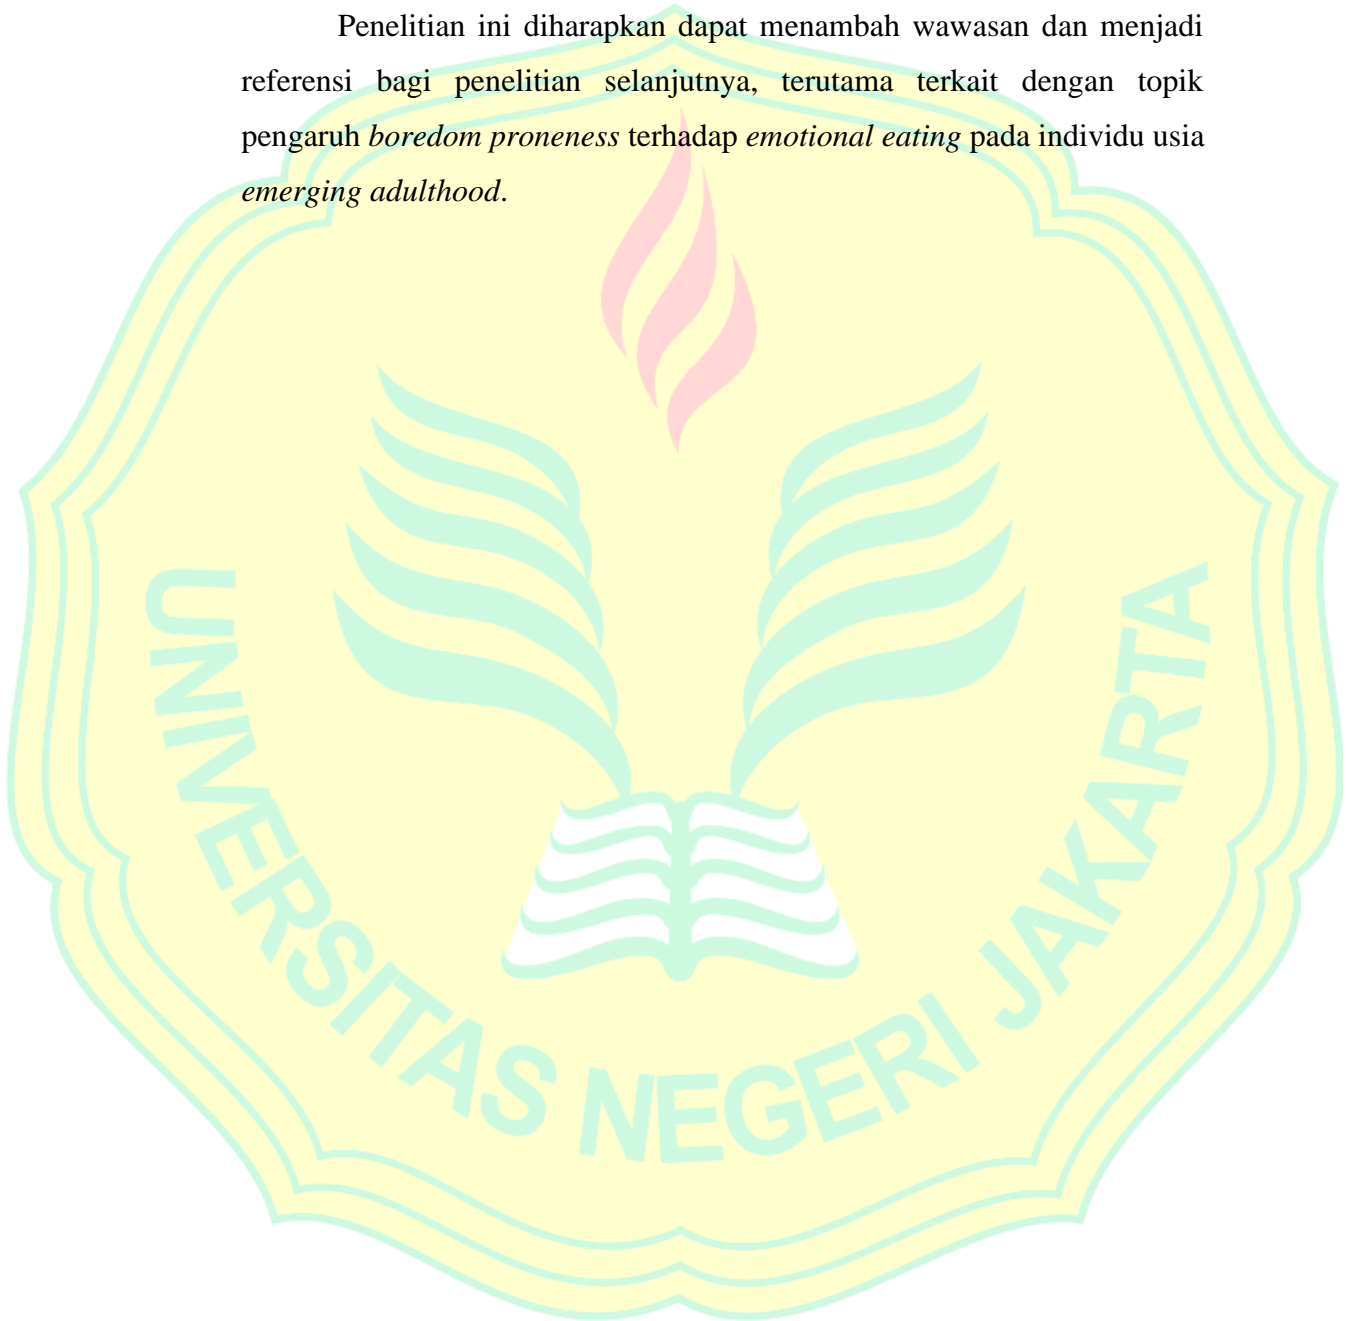 Penelitian ini diharapkan dapat menambah wawasan dan menjadi
referensi bagi penelitian selanjutnya, terutama terkait dengan topik
pengaruh boredom proneness terhadap emotional eating pada individu usia
emerging adulthood.
UNIVERSITAS NEGERI JAKARTA